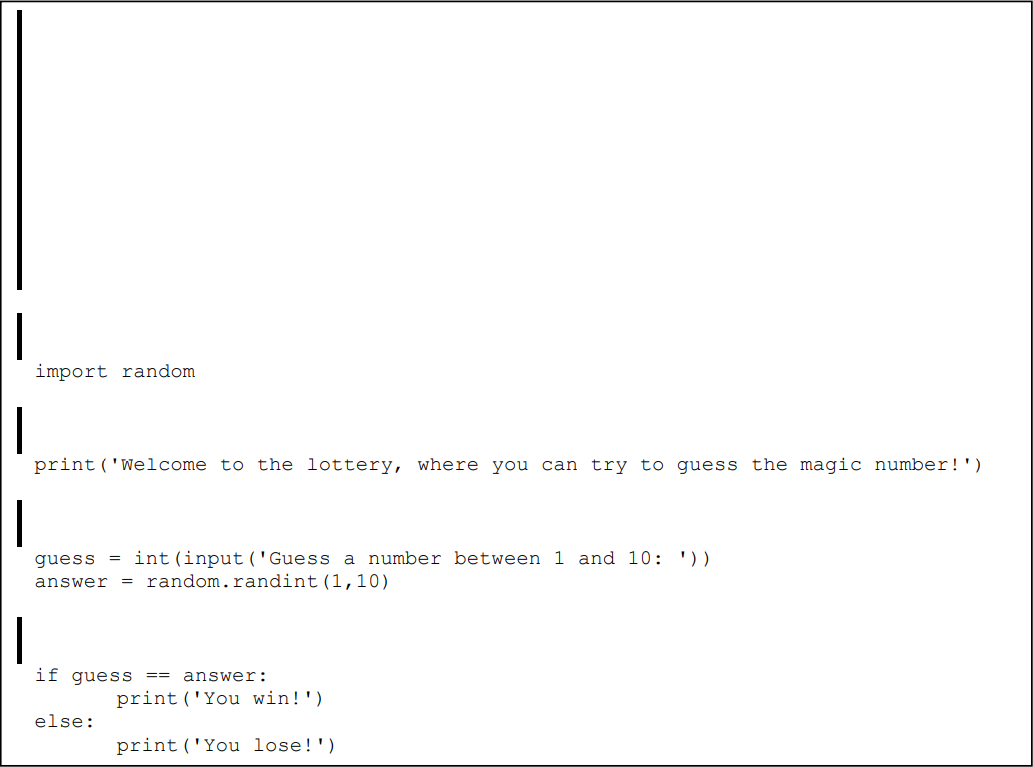 import random
print('Welcome to the lottery, where you can try to guess the magic number!')
guess = int(input('Guess a number between 1 and 10: '))
answer = random.randint(1,10)
if guess == answer:
print('You win!')
else:
print('You lose!')